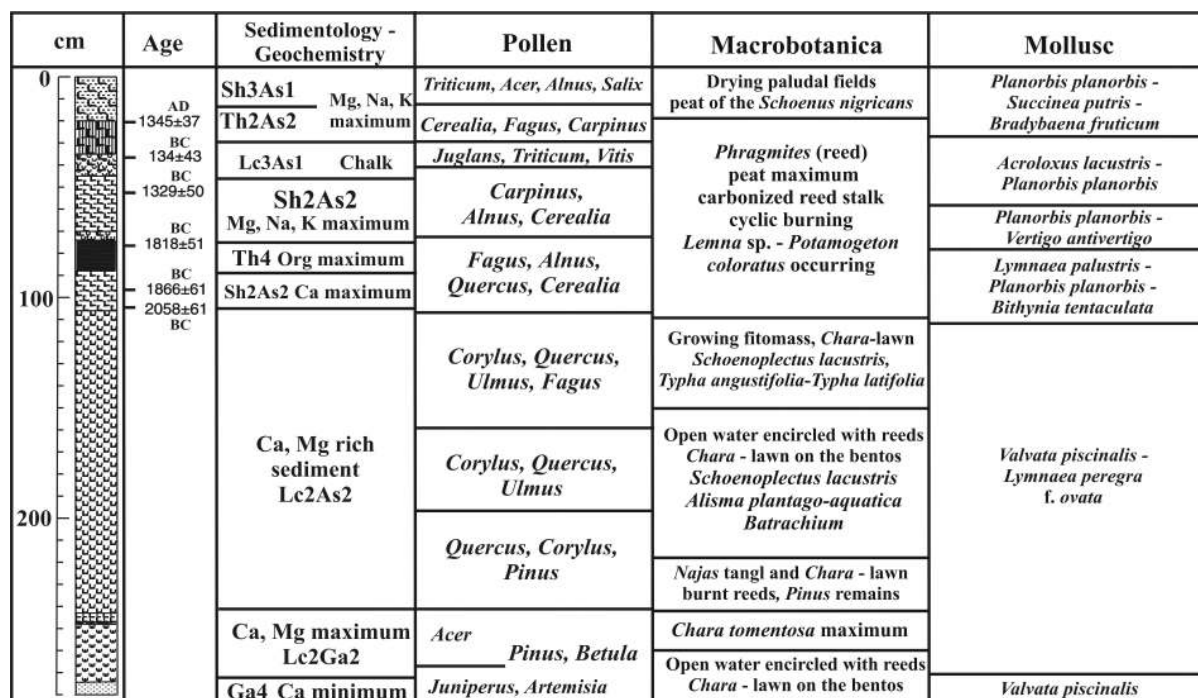 cm
Age
Sedimentology -
Geochemistry
Pollen
Macrobotanica
Mollusc
0
100
200
AD
1345±37
BC
134±43
BC
1329±50
BC
1818±51
BC
1866±61
2058±61
BC
Sh3As1
Mg, Na, K
maximum
Th2As2
Lc3As1 Chalk
Sh2As2
Mg, Na, K maximum
Th4 Org maximum
Sh2As2 Ca maximum
Ca, Mg rich
sediment
Lc2As2
Ca, Mg maximum
Lc2Ga2
Ga4 Ca minimum
Triticum, Acer, Alnus, Salix
Cerealia, Fagus, Carpinus
Juglans, Triticum, Vitis
Carpinus,
Alnus, Cerealia
Fagus, Alnus,
Quercus, Cerealia
Corylus, Quercus,
Ulmus, Fagus
Corylus, Quercus,
Ulmus
Quercus, Corylus,
Pinus
Acer
Pinus, Betula
Juniperus, Artemisia
Drying paludal fields
peat of the Schoenus nigricans
Phragmites (reed)
peat maximum
carbonized reed stalk
cyclic burning
Lemna sp. - Potamogeton
coloratus occurring
Growing fitomass, Chara-lawn
Schoenoplectus lacustris,
Typha angustifolia-Typha latifolia
Open water encircled with reeds
Chara - lawn on the bentos
Schoenoplectus lacustris
Alisma plantago-aquatica
Batrachium
Najas tangl and Chara - lawn
burnt reeds, Pinus remains
Chara tomentosa maximum
Open water encircled with reeds
Chara - lawn on the bentos
Planorbis planorbis -
Succinea putris -
Bradybaena fruticum
Acroloxus lacustris -
Planorbis planorbis
Planorbis planorbis -
Vertigo antivertigo
Lymnaea palustris -
Planorbis planorbis -
Bithynia tentaculata
Valvata piscinalis -
Lymnaea peregra
f. ovata
Valvata piscinalis